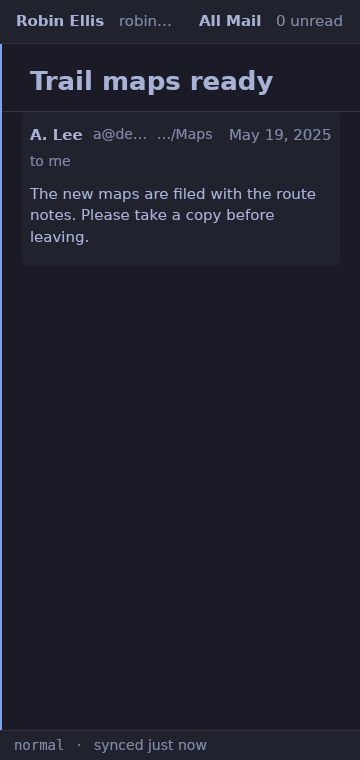 Robin Ellis robin… All Mail 0 unread
Trail maps ready
A. Lee a@de… …/Maps May 19, 2025
to me
The new maps are filed with the route
notes. Please take a copy before
leaving.
normal · synced just now